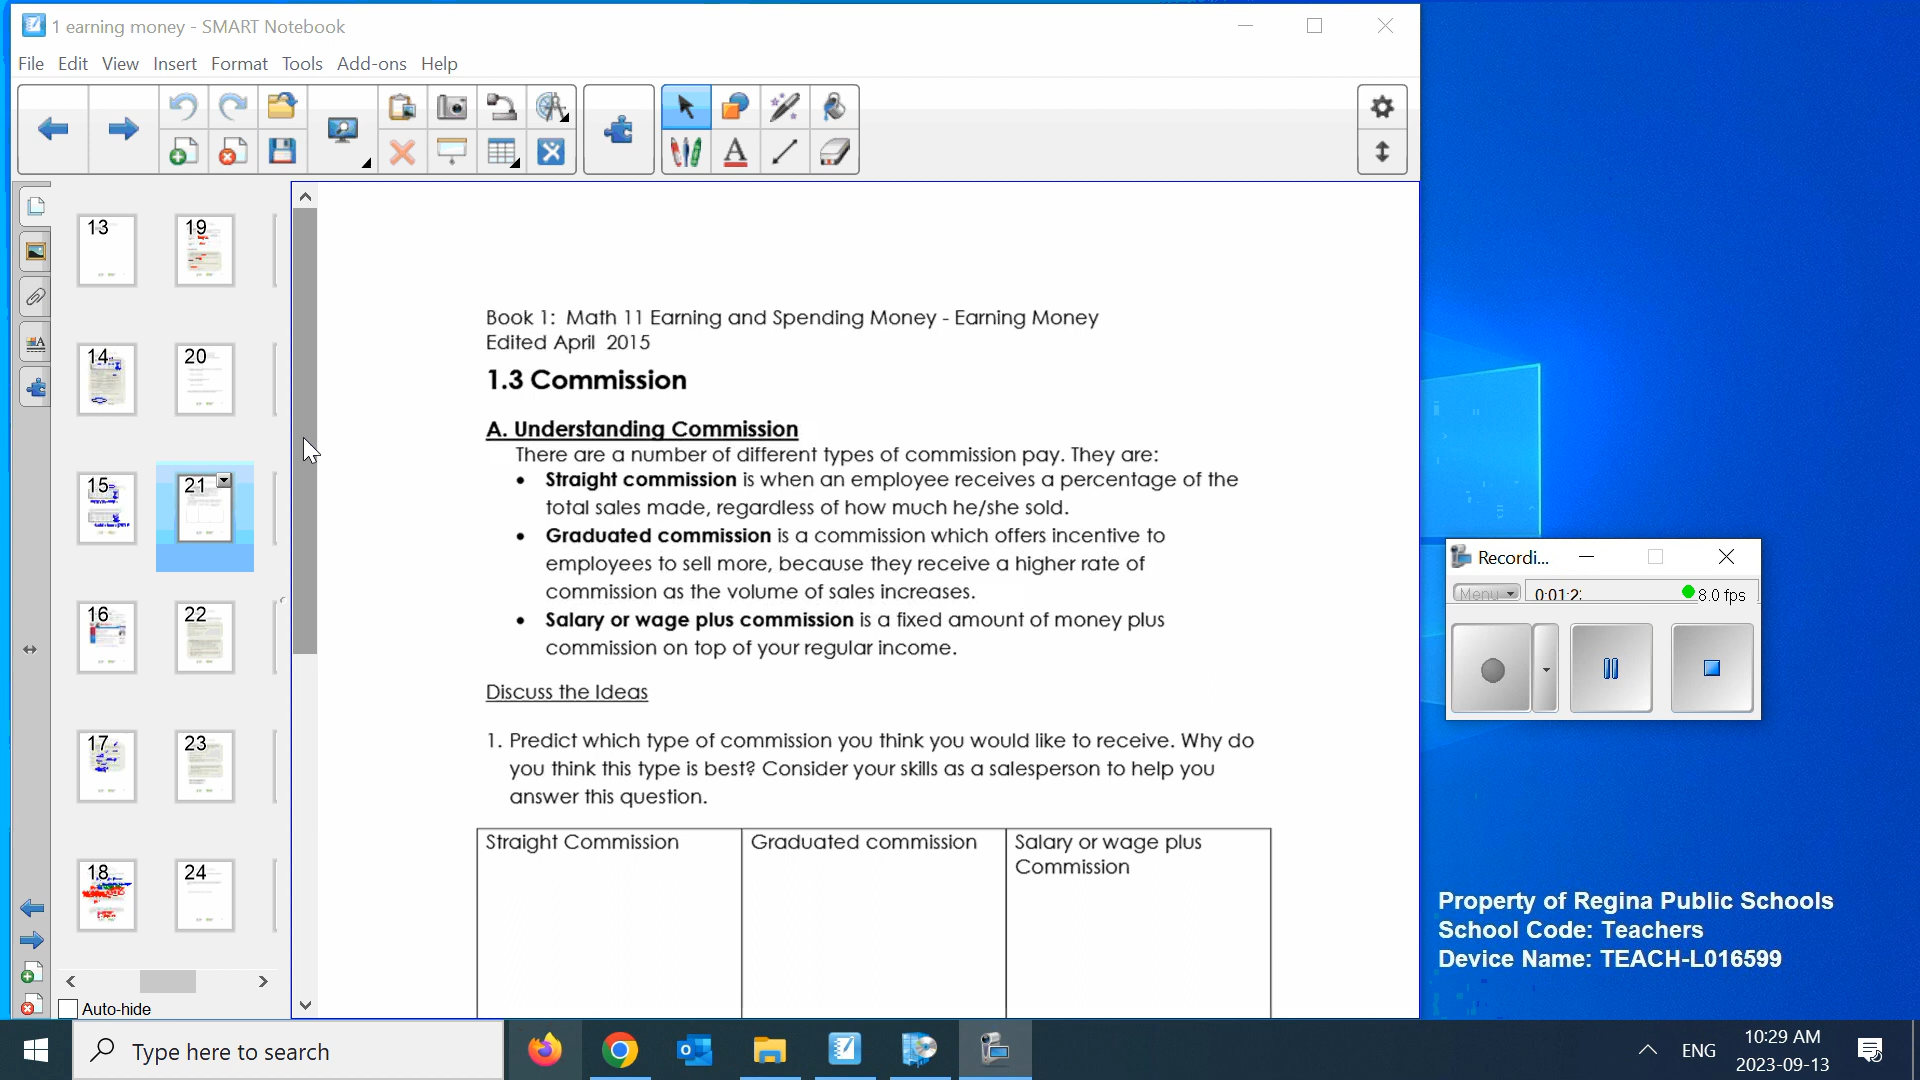 1 earning money - SMART Notebook
File Edit View Insert Format Tools Add-ons Help
13
19
14
20
15
21
16
22
17
23
18
24
Auto-hide
Book 1: Math 11 Earning and Spending Money - Earning Money
Edited April 2015
1.3 Commission
A. Understanding Commission
There are a number of different types of commission pay. They are:
• Straight commission is when an employee receives a percentage of the
total sales made, regardless of how much he/she sold.
• Graduated commission is a commission which offers incentive to
employees to sell more, because they receive a higher rate of
commission as the volume of sales increases.
• Salary or wage plus commission is a fixed amount of money plus
commission on top of your regular income.
Discuss the Ideas
1. Predict which type of commission you think you would like to receive. Why do
you think this type is best? Consider your skills as a salesperson to help you
answer this question.
Straight Commission
Graduated commission
Salary or wage plus
Commission
Recordi...
Menu
8.0 fps
Property of Regina Public Schools
School Code: Teachers
Device Name: TEACH-L016599
Type here to search
ENG
10:29 AM
2023-09-13